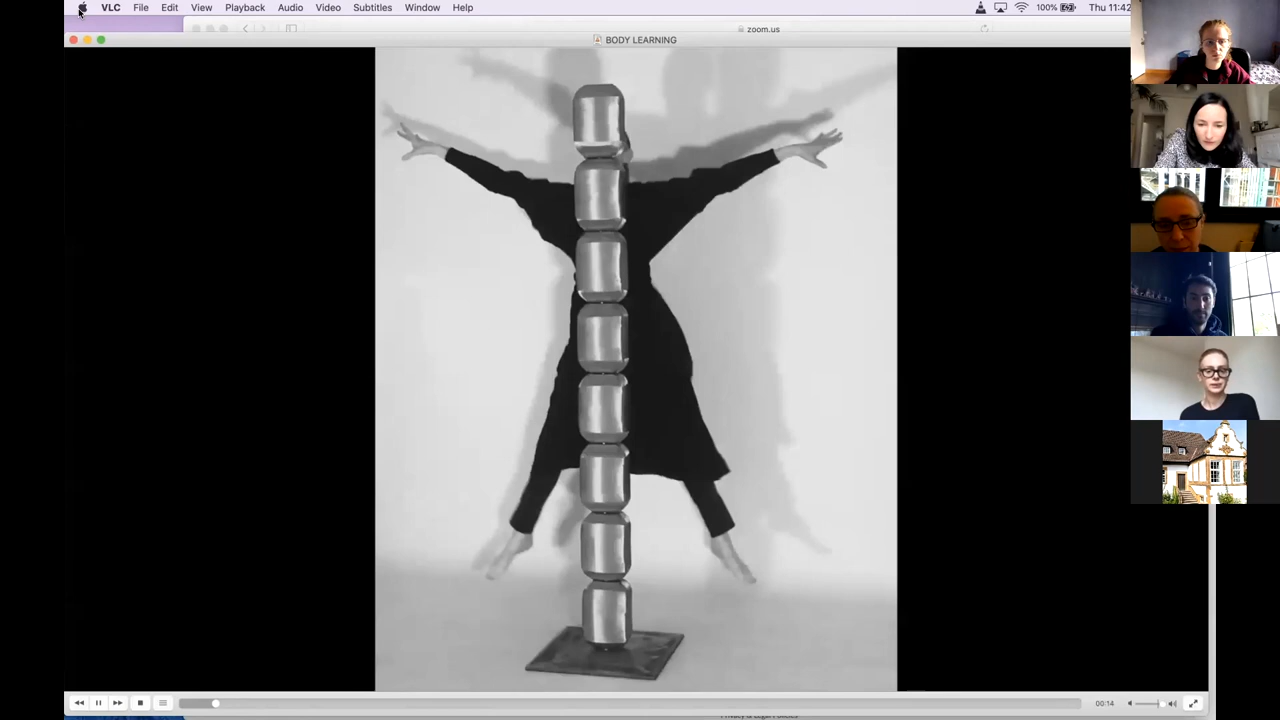 VLC File Edit View Playback Audio Video Subtitles Window Help 100% Thu 11:42
zoom.us
BODY LEARNING
00:14